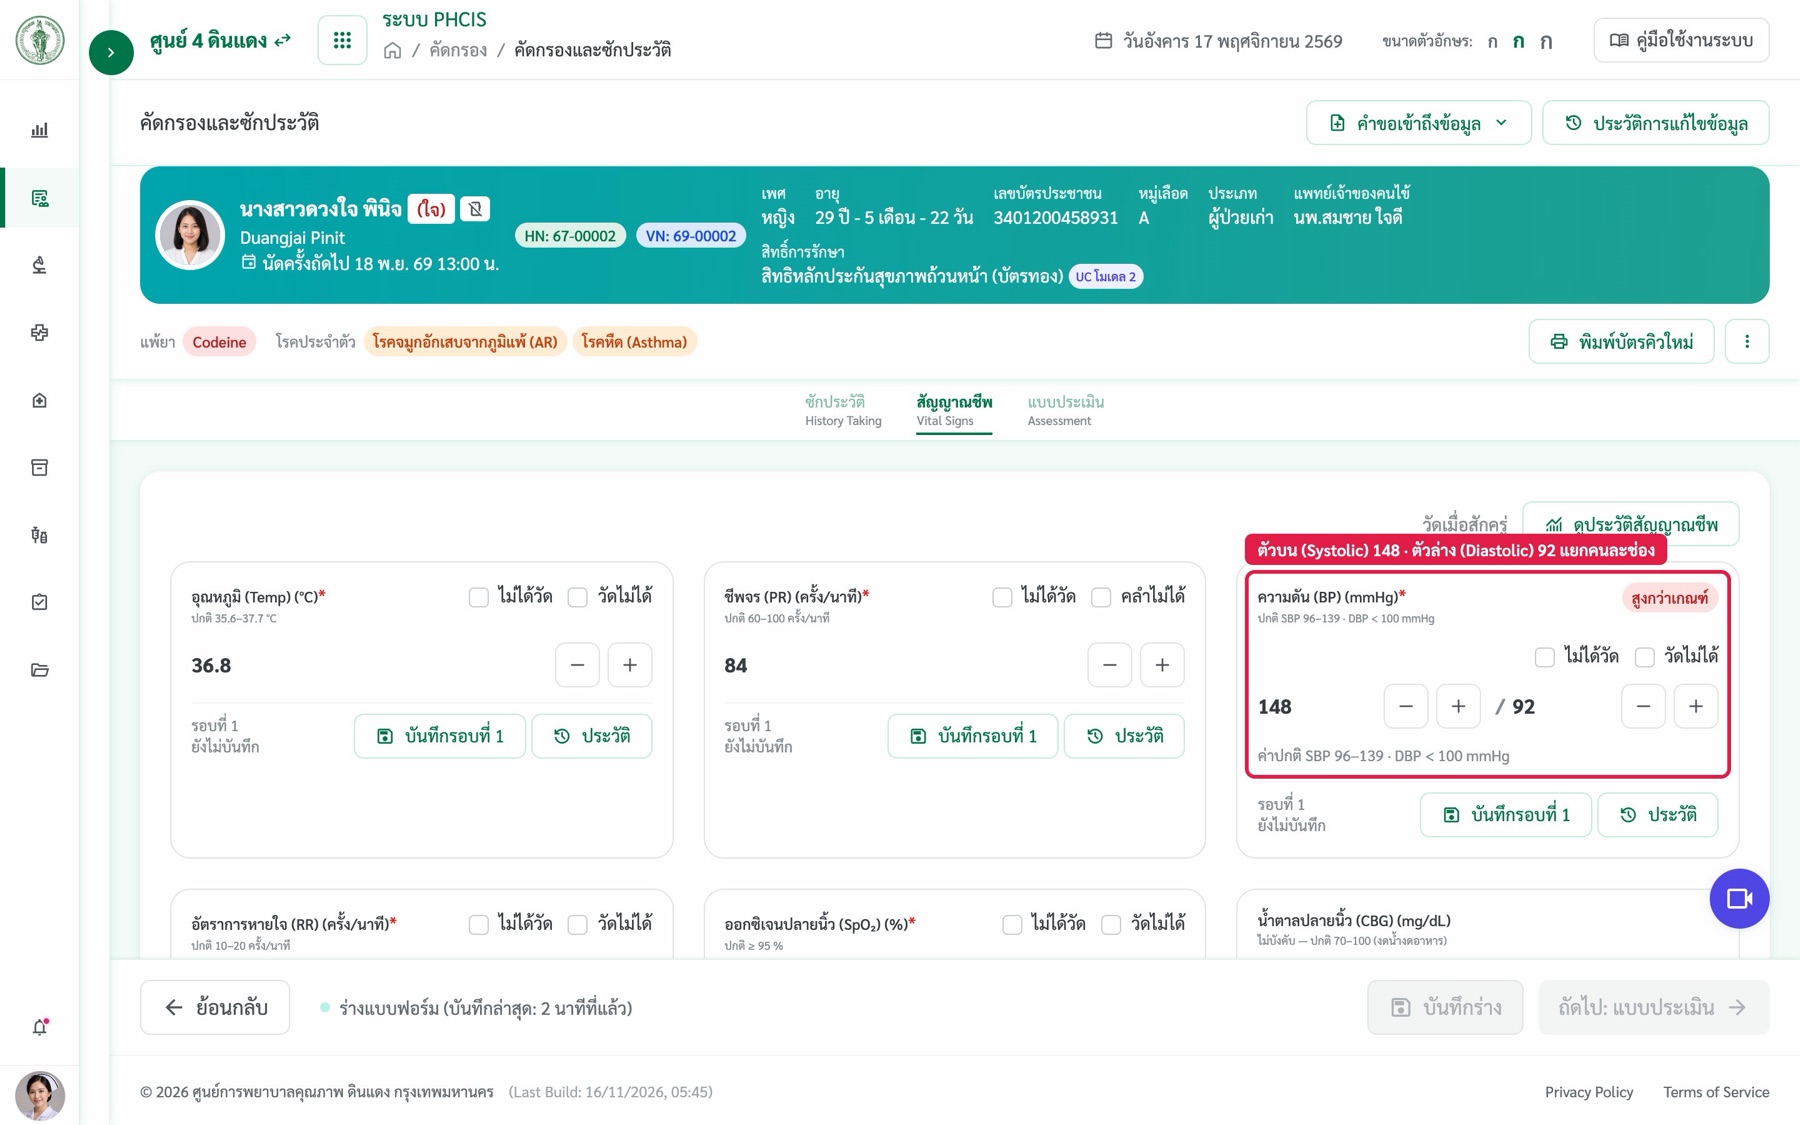 ศูนย์ 4 ดินแดง
ระบบ PHCIS
/ คัดกรอง / คัดกรองและซักประวัติ
วันอังคาร 17 พฤศจิกายน 2569
ขนาดตัวอักษร: ก ก ก
คู่มือใช้งานระบบ
คัดกรองและซักประวัติ
คำขอเข้าถึงข้อมูล
ประวัติการแก้ไขข้อมูล
นางสาวดวงใจ พินิจ (ใจ)
Duangjai Pinit
นัดครั้งถัดไป 18 พ.ย. 69 13:00 น.
HN: 67-00002
VN: 69-00002
เพศ
หญิง
อายุ
29 ปี - 5 เดือน - 22 วัน
เลขบัตรประชาชน
3401200458931
หมู่เลือด
A
ประเภท
ผู้ป่วยเก่า
แพทย์เจ้าของคนไข้
นพ.สมชาย ใจดี
สิทธิ์การรักษา
สิทธิหลักประกันสุขภาพถ้วนหน้า (บัตรทอง) UC โมเดล 2
แพ้ยา Codeine โรคประจำตัว โรคจมูกอักเสบจากภูมิแพ้ (AR) โรคหืด (Asthma)
พิมพ์บัตรคิวใหม่
ซักประวัติ
History Taking
สัญญาณชีพ
Vital Signs
แบบประเมิน
Assessment
วัดเมื่อสักครู่
ดูประวัติสัญญาณชีพ
ตัวบน (Systolic) 148 · ตัวล่าง (Diastolic) 92 แยกคนละช่อง
อุณหภูมิ (Temp) (°C)*
ปกติ 35.6–37.7 °C
ไม่ได้วัด วัดไม่ได้
36.8
รอบที่ 1
ยังไม่บันทึก
บันทึกรอบที่ 1
ประวัติ
ชีพจร (PR) (ครั้ง/นาที)*
ปกติ 60–100 ครั้ง/นาที
ไม่ได้วัด คลำไม่ได้
84
รอบที่ 1
ยังไม่บันทึก
บันทึกรอบที่ 1
ประวัติ
ความดัน (BP) (mmHg)*
ปกติ SBP 96–139 · DBP < 100 mmHg
สูงกว่าเกณฑ์
ไม่ได้วัด วัดไม่ได้
148 / 92
ค่าปกติ SBP 96–139 · DBP < 100 mmHg
รอบที่ 1
ยังไม่บันทึก
บันทึกรอบที่ 1
ประวัติ
อัตราการหายใจ (RR) (ครั้ง/นาที)*
ปกติ 10–20 ครั้ง/นาที
ไม่ได้วัด วัดไม่ได้
ออกซิเจนปลายนิ้ว (SpO₂) (%)*
ปกติ ≥ 95 %
ไม่ได้วัด วัดไม่ได้
น้ำตาลปลายนิ้ว (CBG) (mg/dL)
ไม่บังคับ — ปกติ 70–100 (งดน้ำงดอาหาร)
ย้อนกลับ
ร่างแบบฟอร์ม (บันทึกล่าสุด: 2 นาทีที่แล้ว)
บันทึกร่าง
ถัดไป: แบบประเมิน
© 2026 ศูนย์การพยาบาลคุณภาพ ดินแดง กรุงเทพมหานคร (Last Build: 16/11/2026, 05:45)
Privacy Policy
Terms of Service